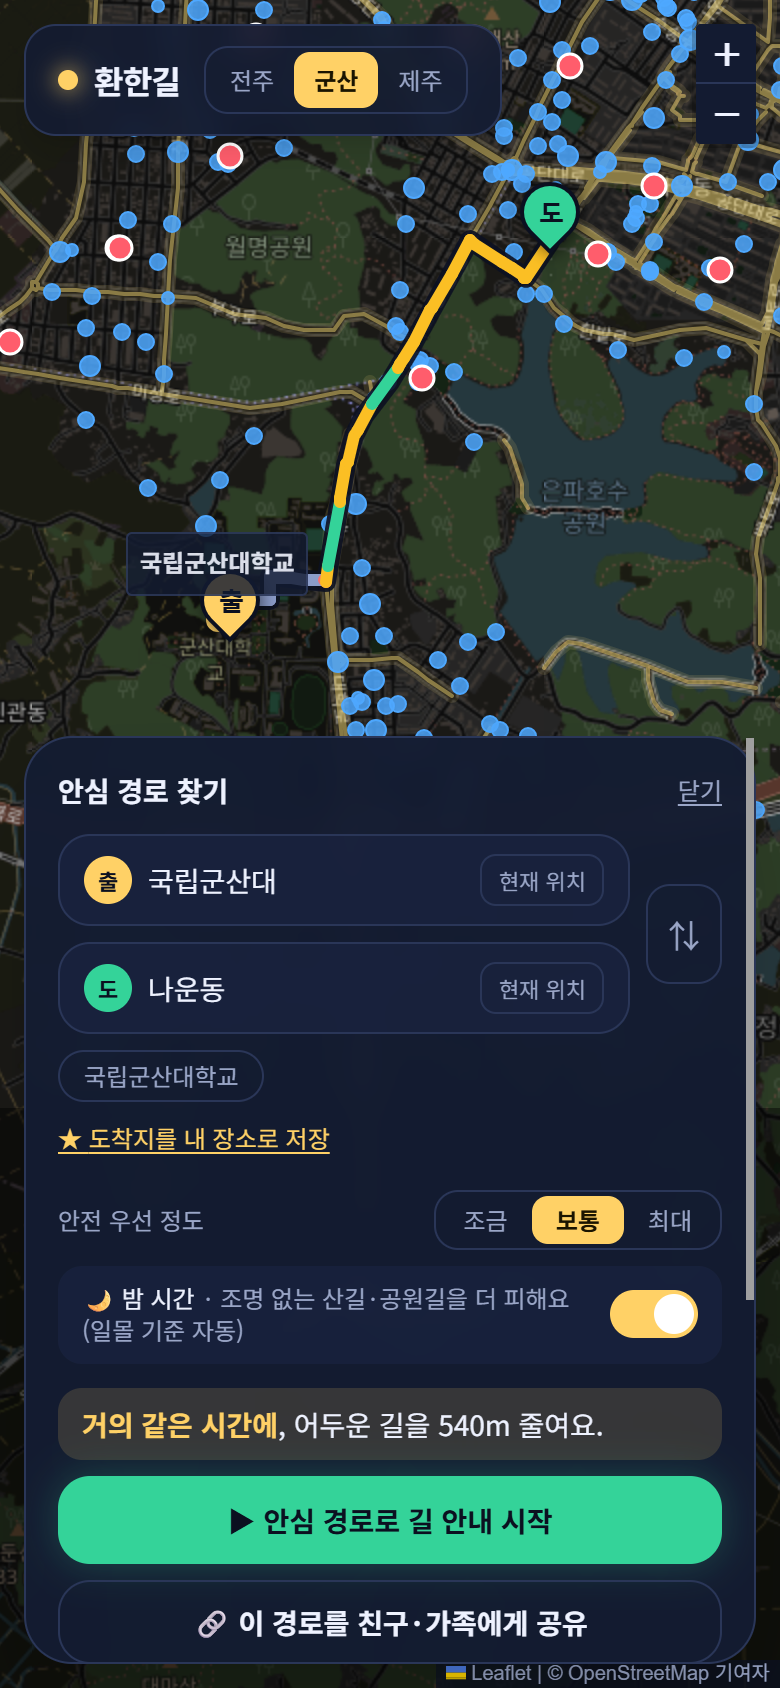 환한길
전주
군산
제주
+
−
도
월명공원
은파호수
공원
국립군산대학교
출
군산대학
교
안심 경로 찾기
닫기
출 국립군산대 현재 위치
도 나운동 현재 위치
국립군산대학교
★ 도착지를 내 장소로 저장
안전 우선 정도
조금
보통
최대
🌙 밤 시간 · 조명 없는 산길·공원길을 더 피해요
(일몰 기준 자동)
거의 같은 시간에, 어두운 길을 540m 줄여요.
▶ 안심 경로로 길 안내 시작
🔗 이 경로를 친구·가족에게 공유
Leaflet | © OpenStreetMap 기여자